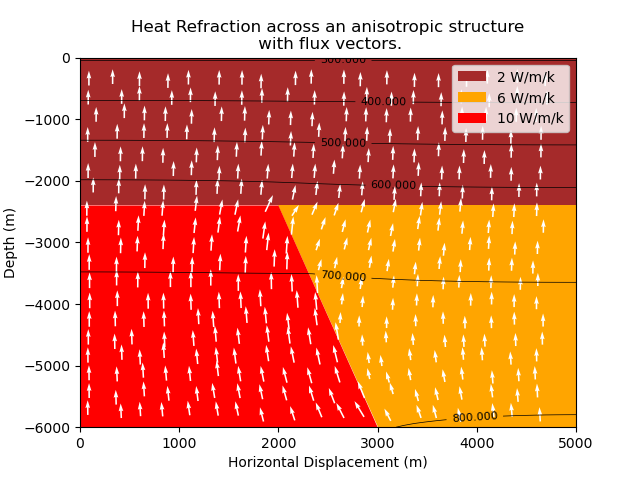 Heat Refraction across an anisotropic structure
with flux vectors.
0
−1000
−2000
−3000
−4000
−5000
−6000
Depth (m)
2 W/m/k
6 W/m/k
10 W/m/k
400.000
500.000
600.000
700.000
800.000
0
1000
2000
3000
4000
5000
Horizontal Displacement (m)